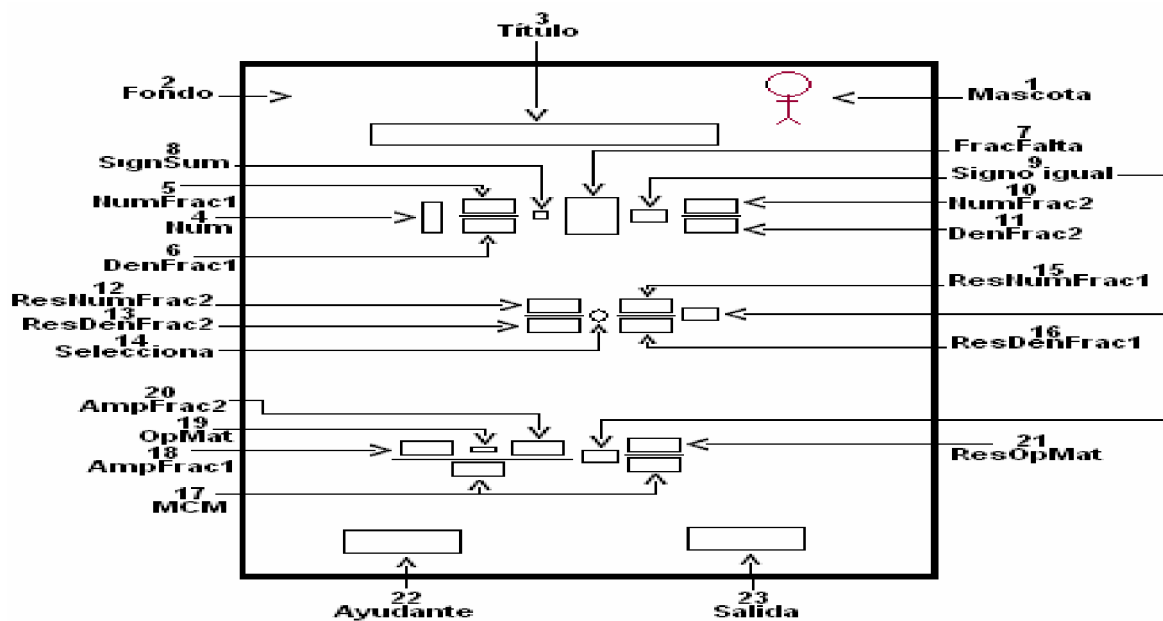 3
Título
2
Fondo
1
Mascota
7
FracFalta
8
SignSum
9
Signo igual
5
NumFrac1
10
NumFrac2
4
Num
11
DenFrac2
6
DenFrac1
15
ResNumFrac1
12
ResNumFrac2
13
ResDenFrac2
16
ResDenFrac1
14
Selecciona
20
AmpFrac2
19
OpMat
21
ResOpMat
18
AmpFrac1
17
MCM
22
Ayudante
23
Salida